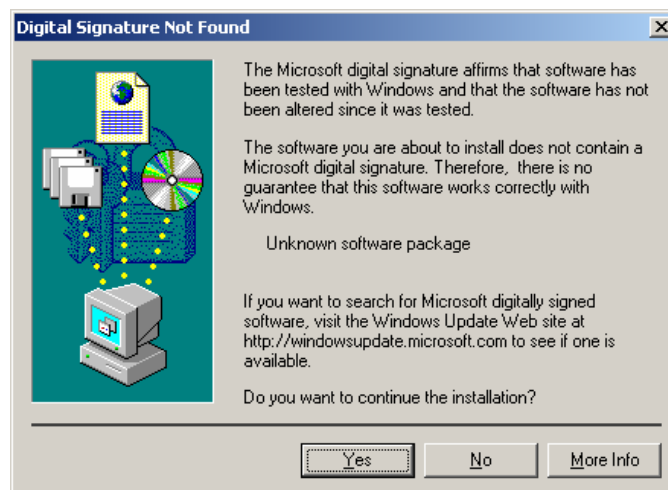 Digital Signature Not Found
The Microsoft digital signature affirms that software has
been tested with Windows and that the software has not
been altered since it was tested.
The software you are about to install does not contain a
Microsoft digital signature. Therefore,  there is no
guarantee that this software works correctly with
Windows.
Unknown software package
If you want to search for Microsoft digitally signed
software, visit the Windows Update Web site at
http://windowsupdate.microsoft.com to see if one is
available.
Do you want to continue the installation?
Yes
No
More Info